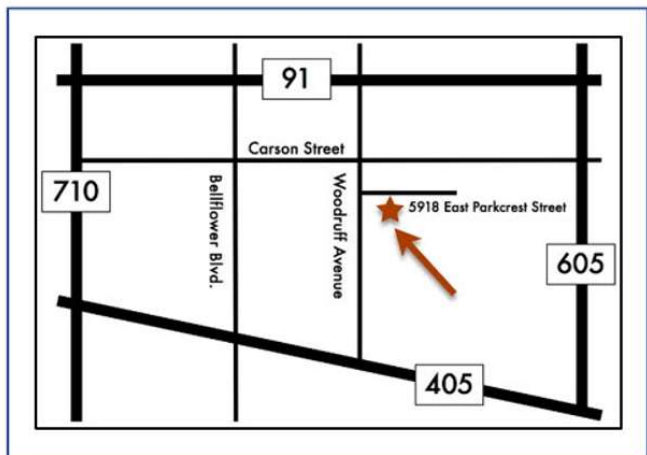 91
Carson Street
710
Bellflower Blvd.
Woodruff Avenue
5918 East Parkcrest Street
605
405